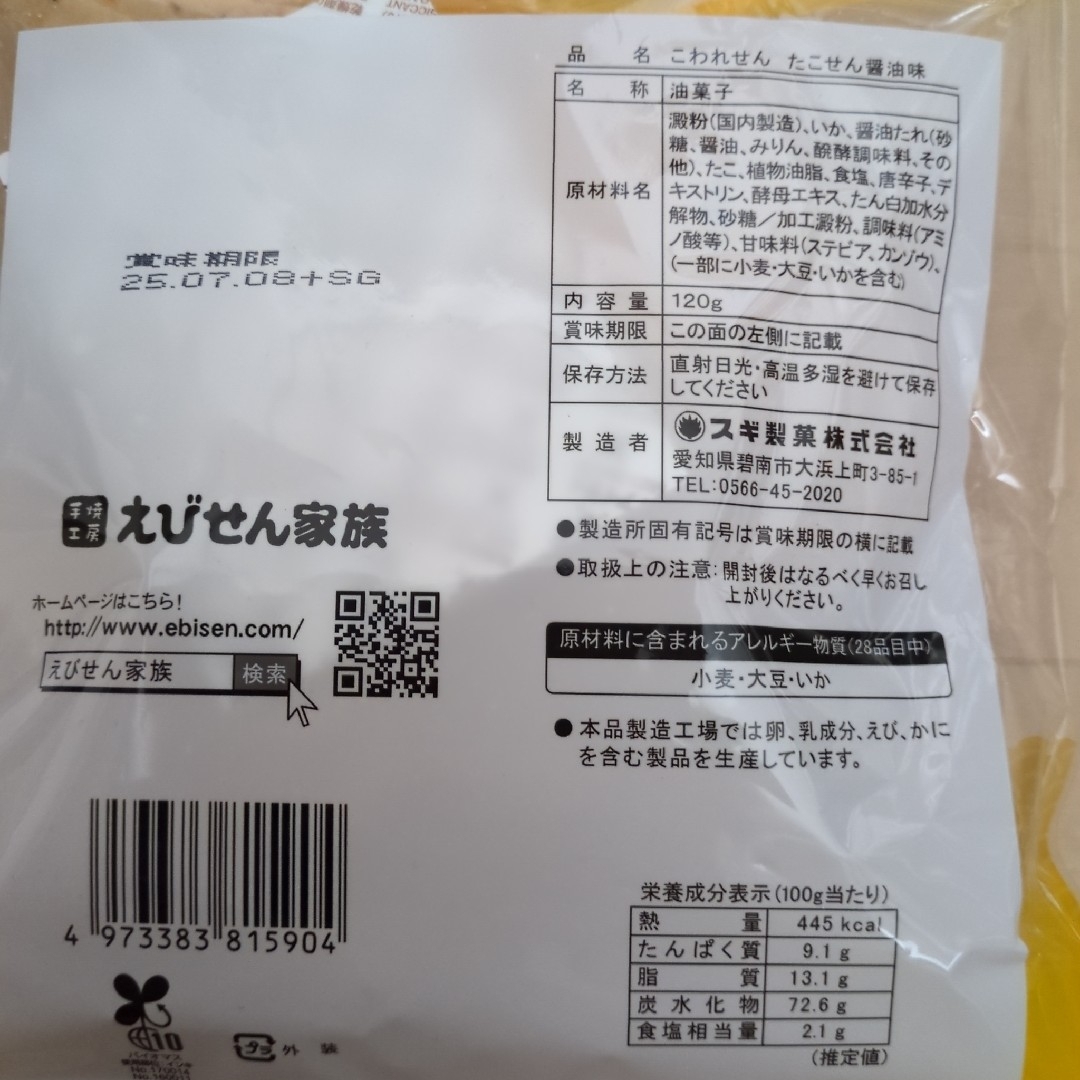 品名 こわれせん たこせん醤油味
名称 油菓子
原材料名
澱粉(国内製造)、いか、醤油たれ(砂
糖、醤油、みりん、醗酵調味料、その
他)、たこ、植物油脂、食塩、唐辛子、デ
キストリン、酵母エキス、たん白加水分
解物、砂糖／加工澱粉、調味料(アミ
ノ酸等)、甘味料(ステビア、カンゾウ)、
(一部に小麦・大豆・いかを含む)
内容量 120g
賞味期限 この面の左側に記載
保存方法 直射日光・高温多湿を避けて保存
してください
製造者 スギ製菓株式会社
愛知県碧南市大浜上町3-85-1
TEL:0566-45-2020
●製造所固有記号は賞味期限の横に記載
●取扱上の注意:開封後はなるべく早くお召し
上がりください。
原材料に含まれるアレルギー物質(28品目中)
小麦・大豆・いか
●本品製造工場では卵、乳成分、えび、かに
を含む製品を生産しています。
賞味期限
25.07.08+SG
手焼工房 えびせん家族
ホームページはこちら!
http://www.ebisen.com/
えびせん家族 検索
4 973383 815904
10
バイオマス
No.170014
プラ 外装
栄養成分表示(100g当たり)
熱量 445 kcal
たんぱく質 9.1 g
脂質 13.1 g
炭水化物 72.6 g
食塩相当量 2.1 g
(推定値)